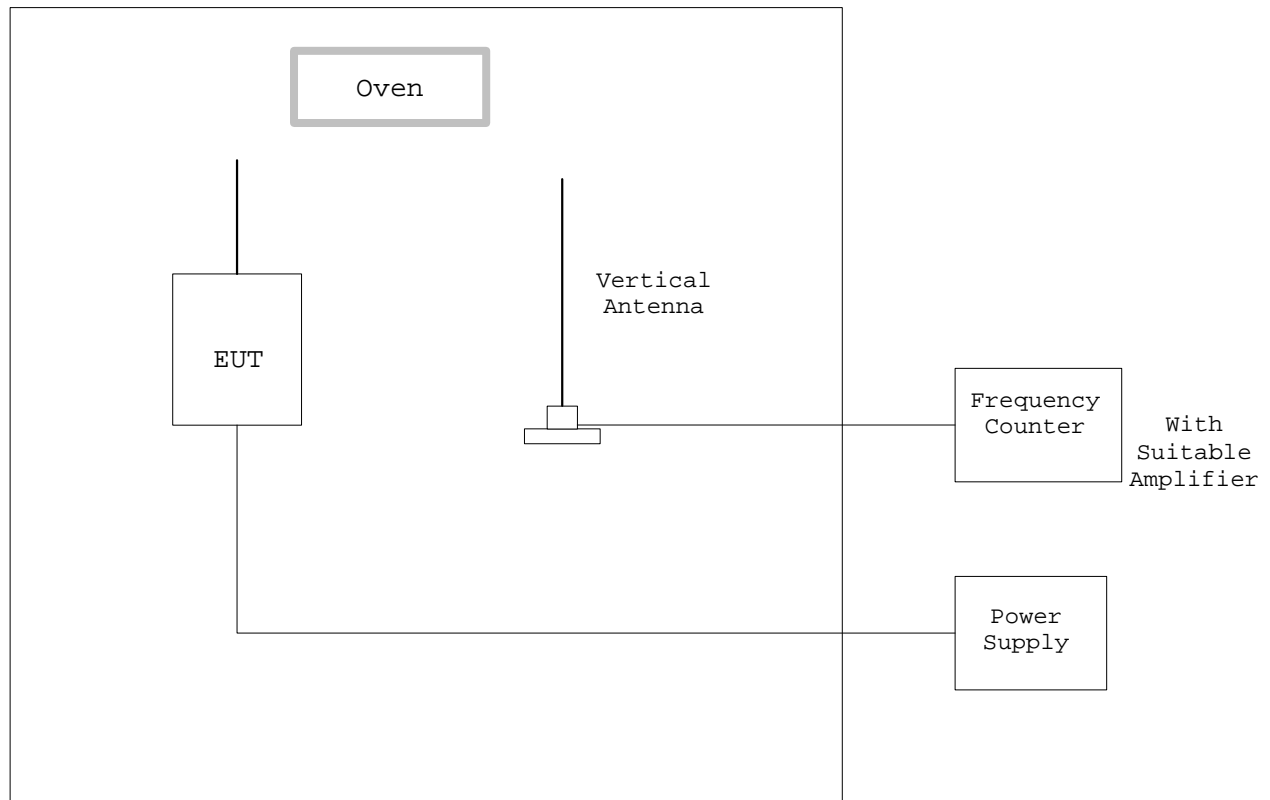 Oven
Vertical
Antenna
EUT
Frequency
Counter
With
Suitable
Amplifier
Power
Supply